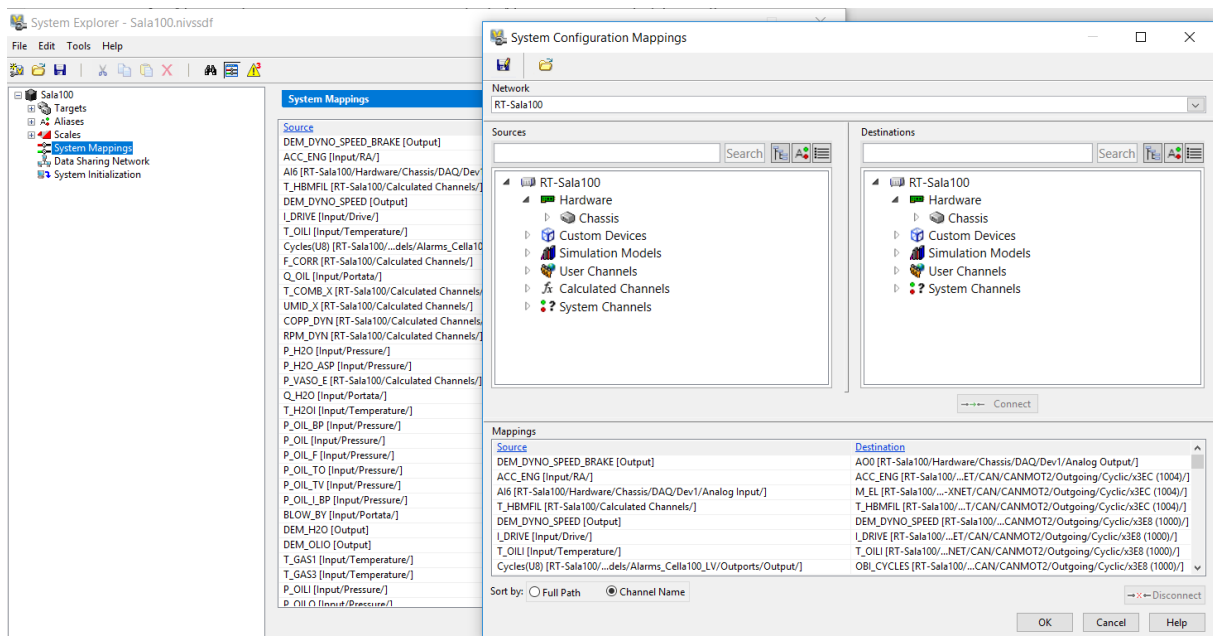 System Explorer - Sala100.nivssdf
File Edit Tools Help
Sala100
Targets
Aliases
Scales
System Mappings
Data Sharing Network
System Initialization
System Mappings
Source
DEM_DYNO_SPEED_BRAKE [Output]
ACC_ENG [Input/RA/]
AI6 [RT-Sala100/Hardware/Chassis/DAQ/Dev1
T_HBMFIL [RT-Sala100/Calculated Channels/]
DEM_DYNO_SPEED [Output]
I_DRIVE [Input/Drive/]
T_OILI [Input/Temperature/]
Cycles(U8) [RT-Sala100/...dels/Alarms_Cella10
F_CORR [RT-Sala100/Calculated Channels/]
Q_OIL [Input/Portata/]
T_COMB_X [RT-Sala100/Calculated Channels/
UMID_X [RT-Sala100/Calculated Channels/]
COPP_DYN [RT-Sala100/Calculated Channels/
RPM_DYN [RT-Sala100/Calculated Channels/]
P_H2O [Input/Pressure/]
P_H2O_ASP [Input/Pressure/]
P_VASO_E [RT-Sala100/Calculated Channels/]
Q_H2O [Input/Portata/]
T_H2OI [Input/Temperature/]
P_OIL_BP [Input/Pressure/]
P_OIL [Input/Pressure/]
P_OIL_F [Input/Pressure/]
P_OIL_TO [Input/Pressure/]
P_OIL_TV [Input/Pressure/]
P_OIL_I_BP [Input/Pressure/]
BLOW_BY [Input/Portata/]
DEM_H2O [Output]
DEM_OLIO [Output]
T_GAS1 [Input/Temperature/]
T_GAS3 [Input/Temperature/]
P_OILI [Input/Pressure/]
P_OILO [Input/Pressure/]
System Configuration Mappings
Network
RT-Sala100
Sources
Search
RT-Sala100
Hardware
Chassis
Custom Devices
Simulation Models
User Channels
fx Calculated Channels
? System Channels
Destinations
Search
RT-Sala100
Hardware
Chassis
Custom Devices
Simulation Models
User Channels
? System Channels
Connect
Mappings
Source Destination
DEM_DYNO_SPEED_BRAKE [Output] AO0 [RT-Sala100/Hardware/Chassis/DAQ/Dev1/Analog Output/]
ACC_ENG [Input/RA/] ACC_ENG [RT-Sala100/...ET/CAN/CANMOT2/Outgoing/Cyclic/x3EC (1004)/]
AI6 [RT-Sala100/Hardware/Chassis/DAQ/Dev1/Analog Input/] M_EL [RT-Sala100/...-XNET/CAN/CANMOT2/Outgoing/Cyclic/x3EC (1004)/]
T_HBMFIL [RT-Sala100/Calculated Channels/] T_HBMFIL [RT-Sala100/...T/CAN/CANMOT2/Outgoing/Cyclic/x3EC (1004)/]
DEM_DYNO_SPEED [Output] DEM_DYNO_SPEED [RT-Sala100/...CANMOT2/Outgoing/Cyclic/x3E8 (1000)/]
I_DRIVE [Input/Drive/] I_DRIVE [RT-Sala100/...ET/CAN/CANMOT2/Outgoing/Cyclic/x3E8 (1000)/]
T_OILI [Input/Temperature/] T_OILI [RT-Sala100/...NET/CAN/CANMOT2/Outgoing/Cyclic/x3E8 (1000)/]
Cycles(U8) [RT-Sala100/...dels/Alarms_Cella100_LV/Outports/Output/] OBI_CYCLES [RT-Sala100/...CAN/CANMOT2/Outgoing/Cyclic/x3E8 (1000)/]
Sort by: Full Path Channel Name
Disconnect
OK Cancel Help